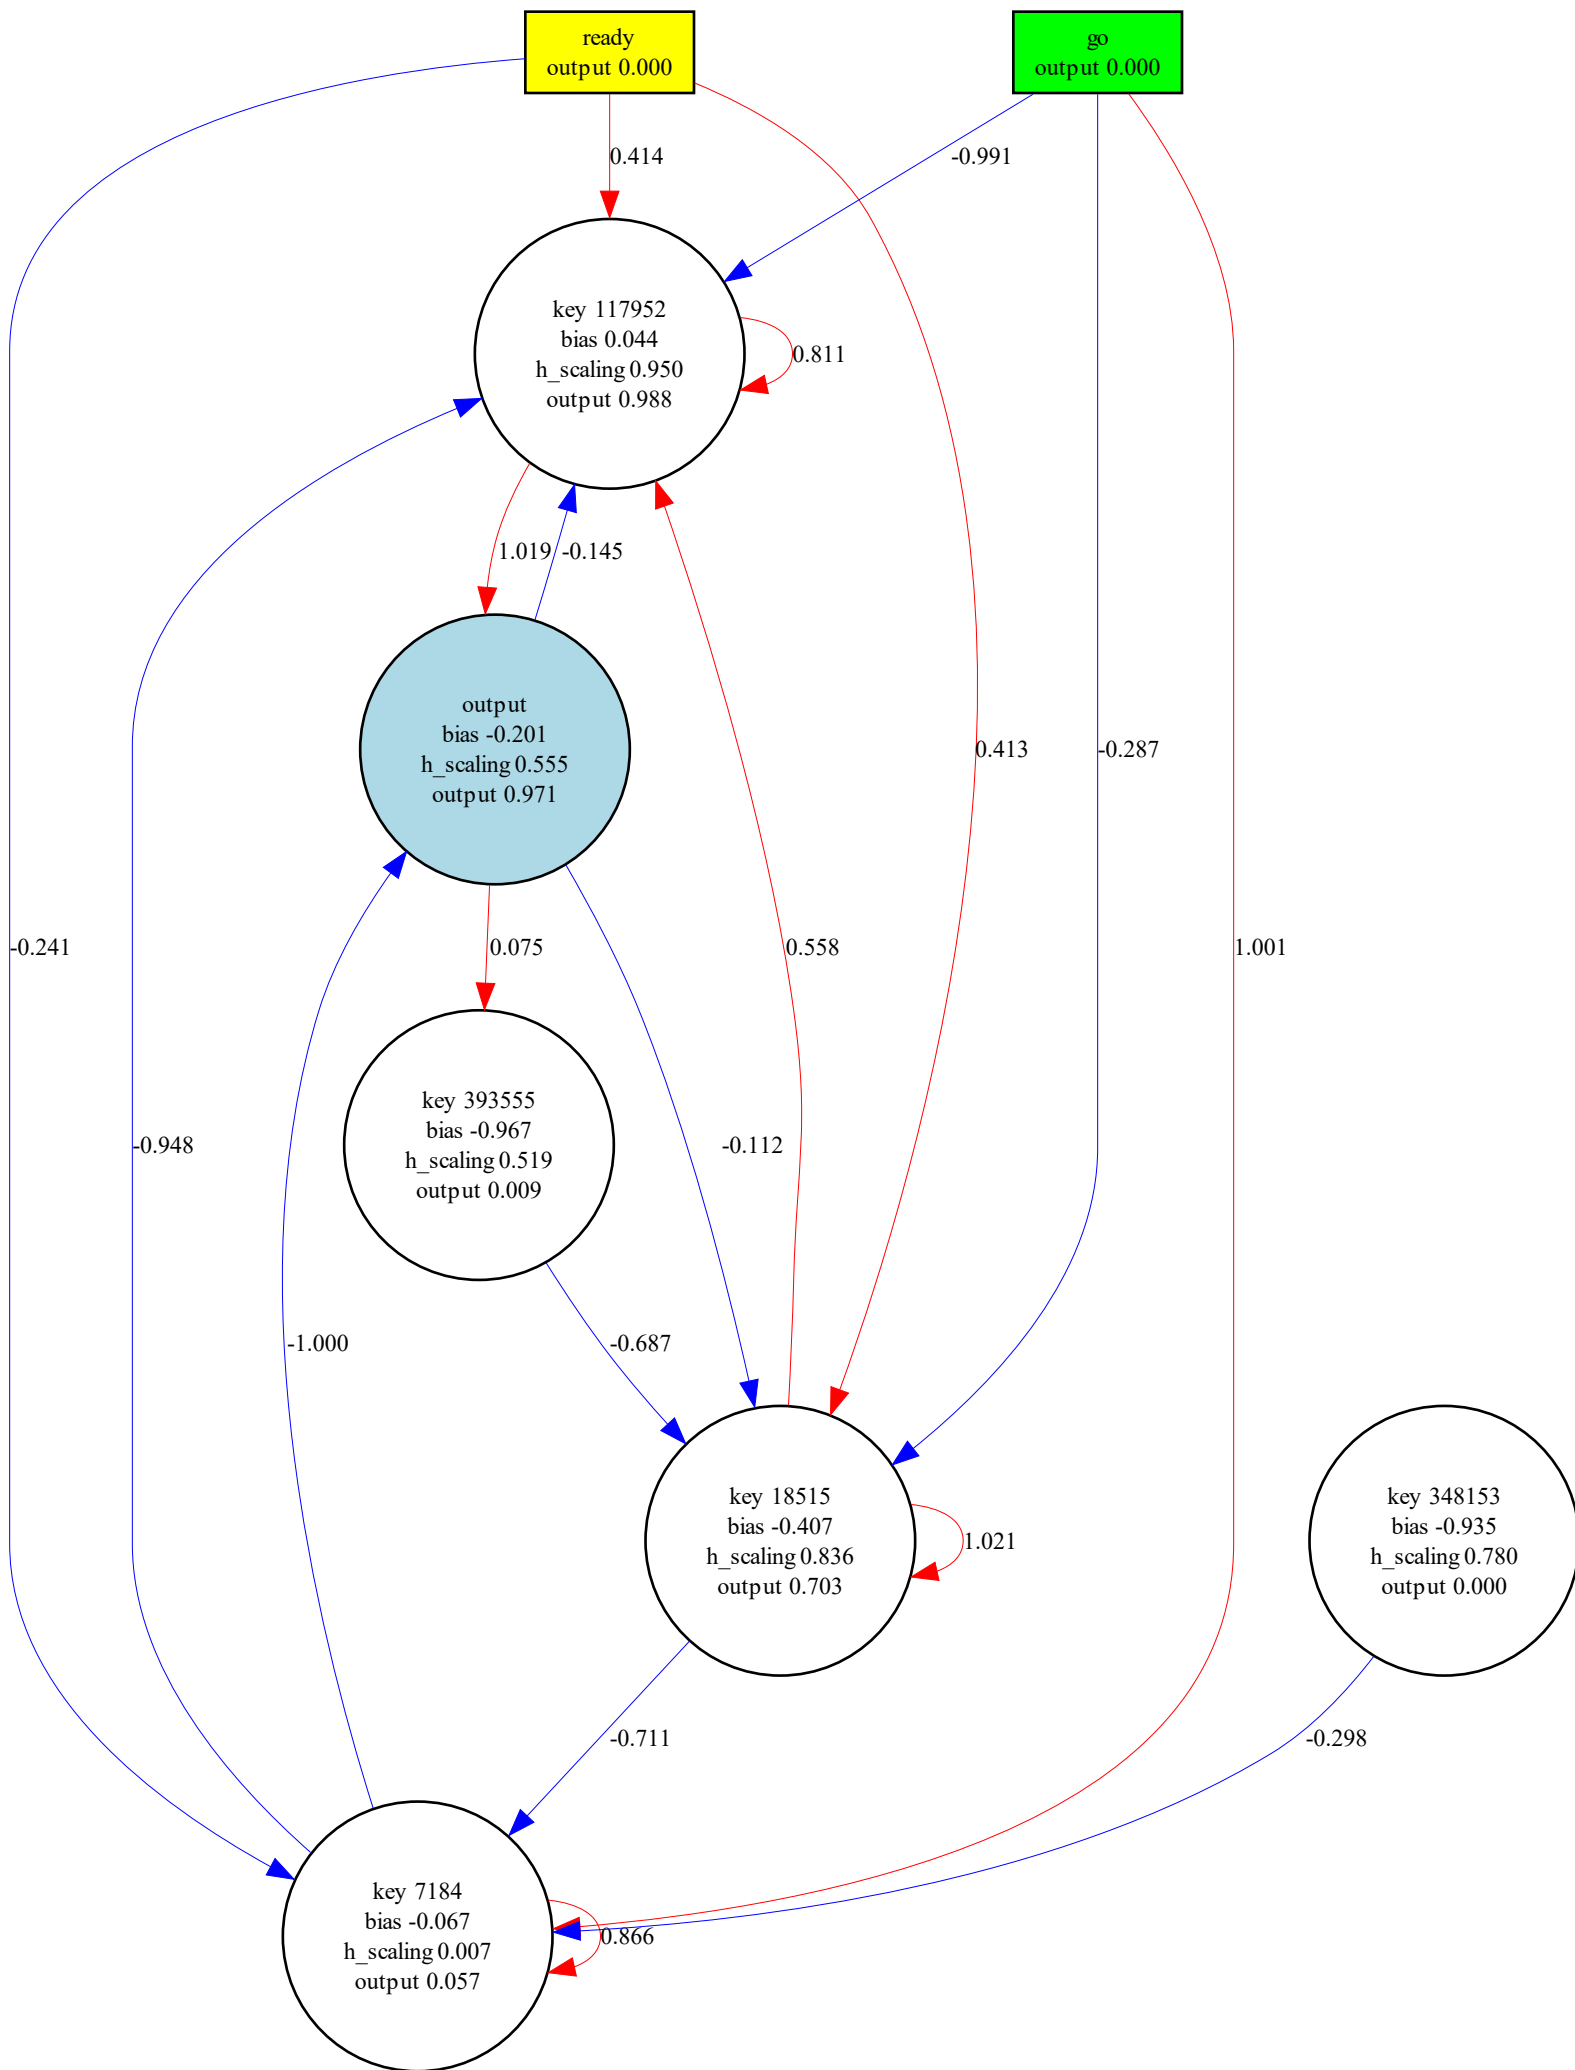 ready
output 0.000
go
output 0.000
0.414
-0.991
key 117952
bias 0.044
h_scaling 0.950
output 0.988
0.811
1.019
-0.145
output
bias -0.201
h_scaling 0.555
output 0.971
0.413
-0.287
-0.241
0.075
0.558
1.001
key 393555
bias -0.967
h_scaling 0.519
output 0.009
-0.948
-0.112
-1.000
-0.687
key 18515
bias -0.407
h_scaling 0.836
output 0.703
1.021
key 348153
bias -0.935
h_scaling 0.780
output 0.000
-0.711
-0.298
key 7184
bias -0.067
h_scaling 0.007
output 0.057
0.866